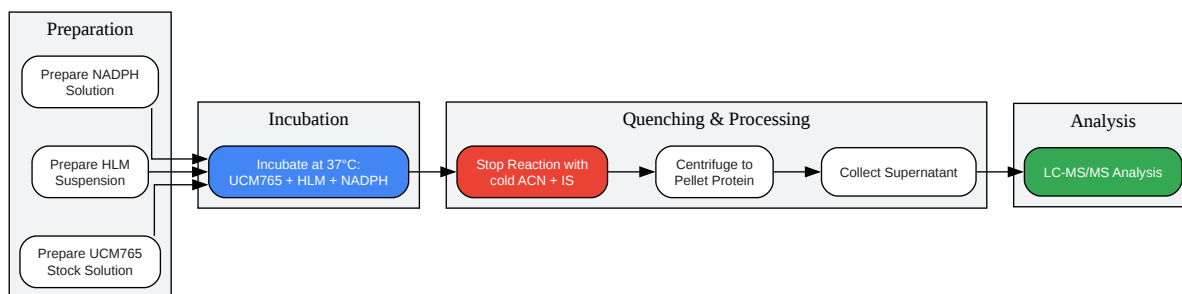 Preparation
Prepare NADPH
Solution
Prepare HLM
Suspension
Prepare UCM765
Stock Solution
Incubation
Incubate at 37°C:
UCM765 + HLM + NADPH
Quenching & Processing
Stop Reaction with
cold ACN + IS
Centrifuge to
Pellet Protein
Collect Supernatant
Analysis
LC-MS/MS Analysis